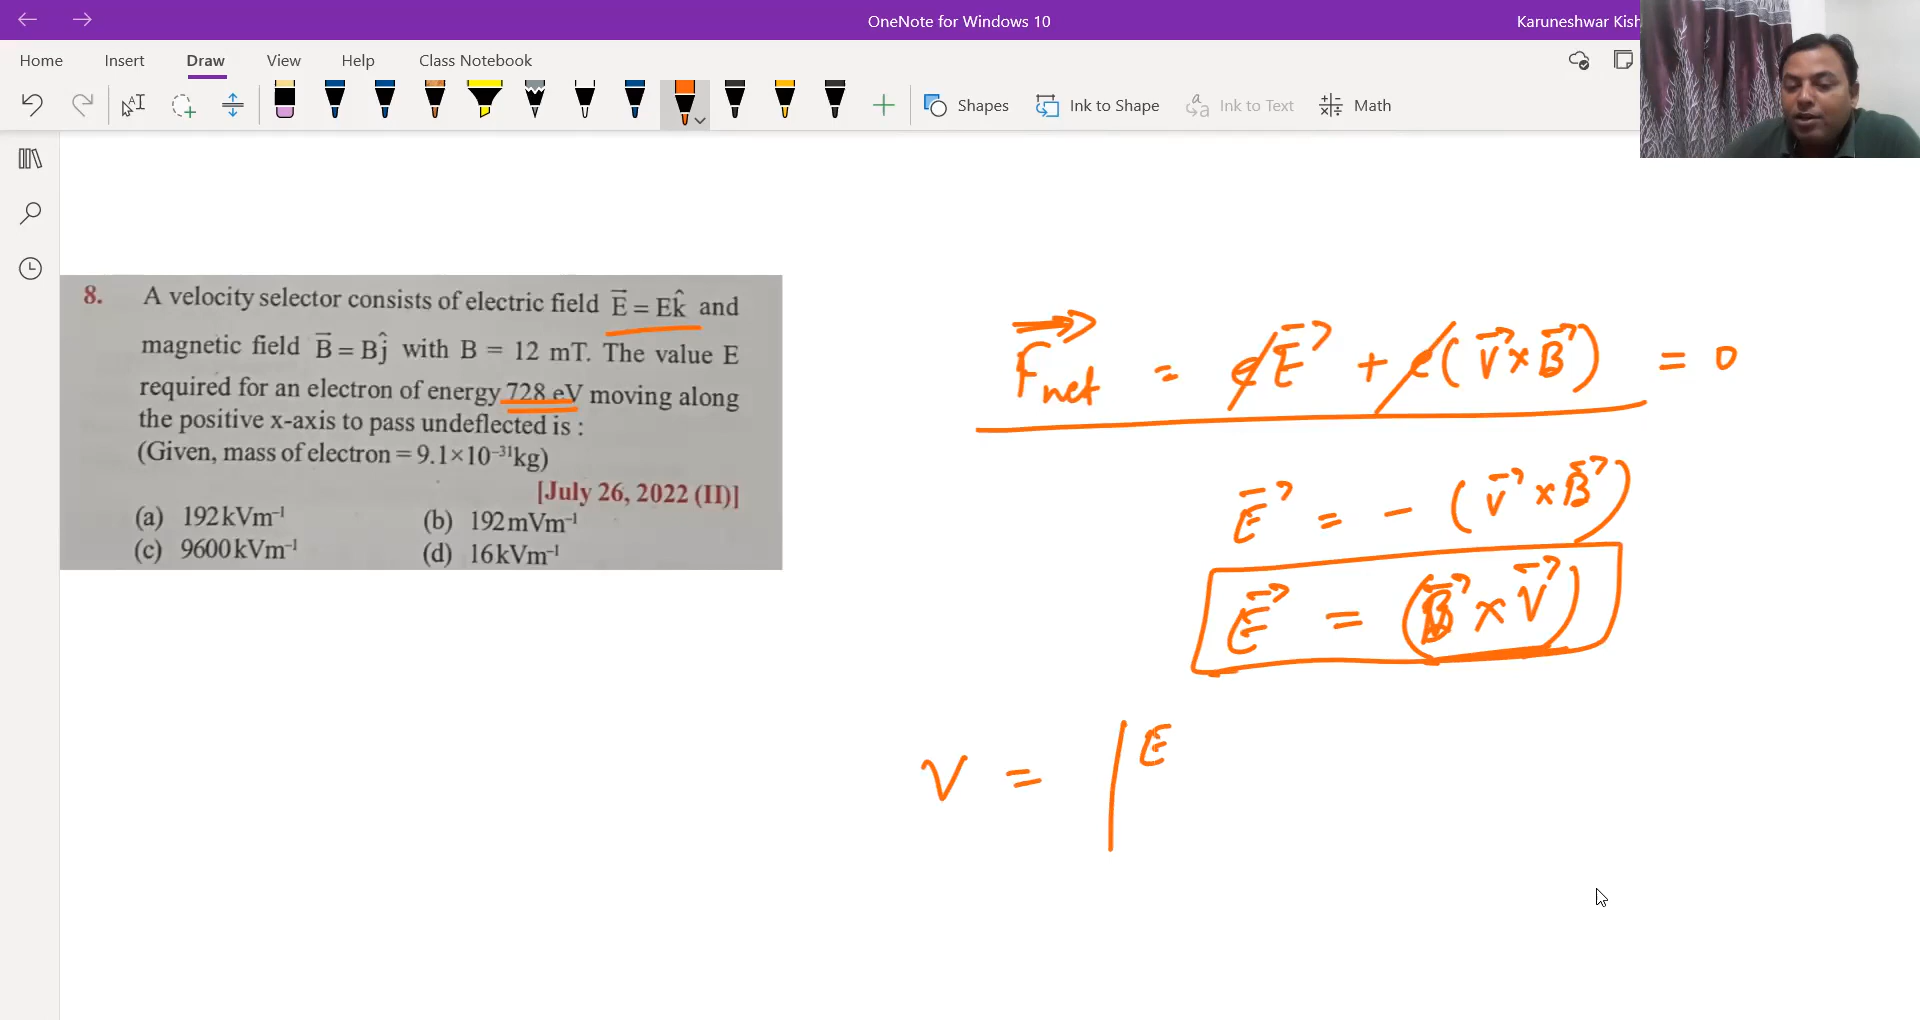 OneNote for Windows 10
Karuneshwar Kish
Home Insert Draw View Help Class Notebook
Shapes Ink to Shape Ink to Text Math
8. A velocity selector consists of electric field E⃗ = Ek̂ and
magnetic field B⃗ = Bĵ with B = 12 mT. The value E
required for an electron of energy 728 eV moving along
the positive x-axis to pass undeflected is :
(Given, mass of electron = 9.1×10⁻³¹kg)
[July 26, 2022 (II)]
(a) 192 kVm⁻¹ (b) 192 mVm⁻¹
(c) 9600 kVm⁻¹ (d) 16 kVm⁻¹
F⃗net = eE⃗ + e(v⃗ × B⃗) = 0
E⃗ = - (v⃗ × B⃗)
E⃗ = (B⃗ × V⃗)
V = | E